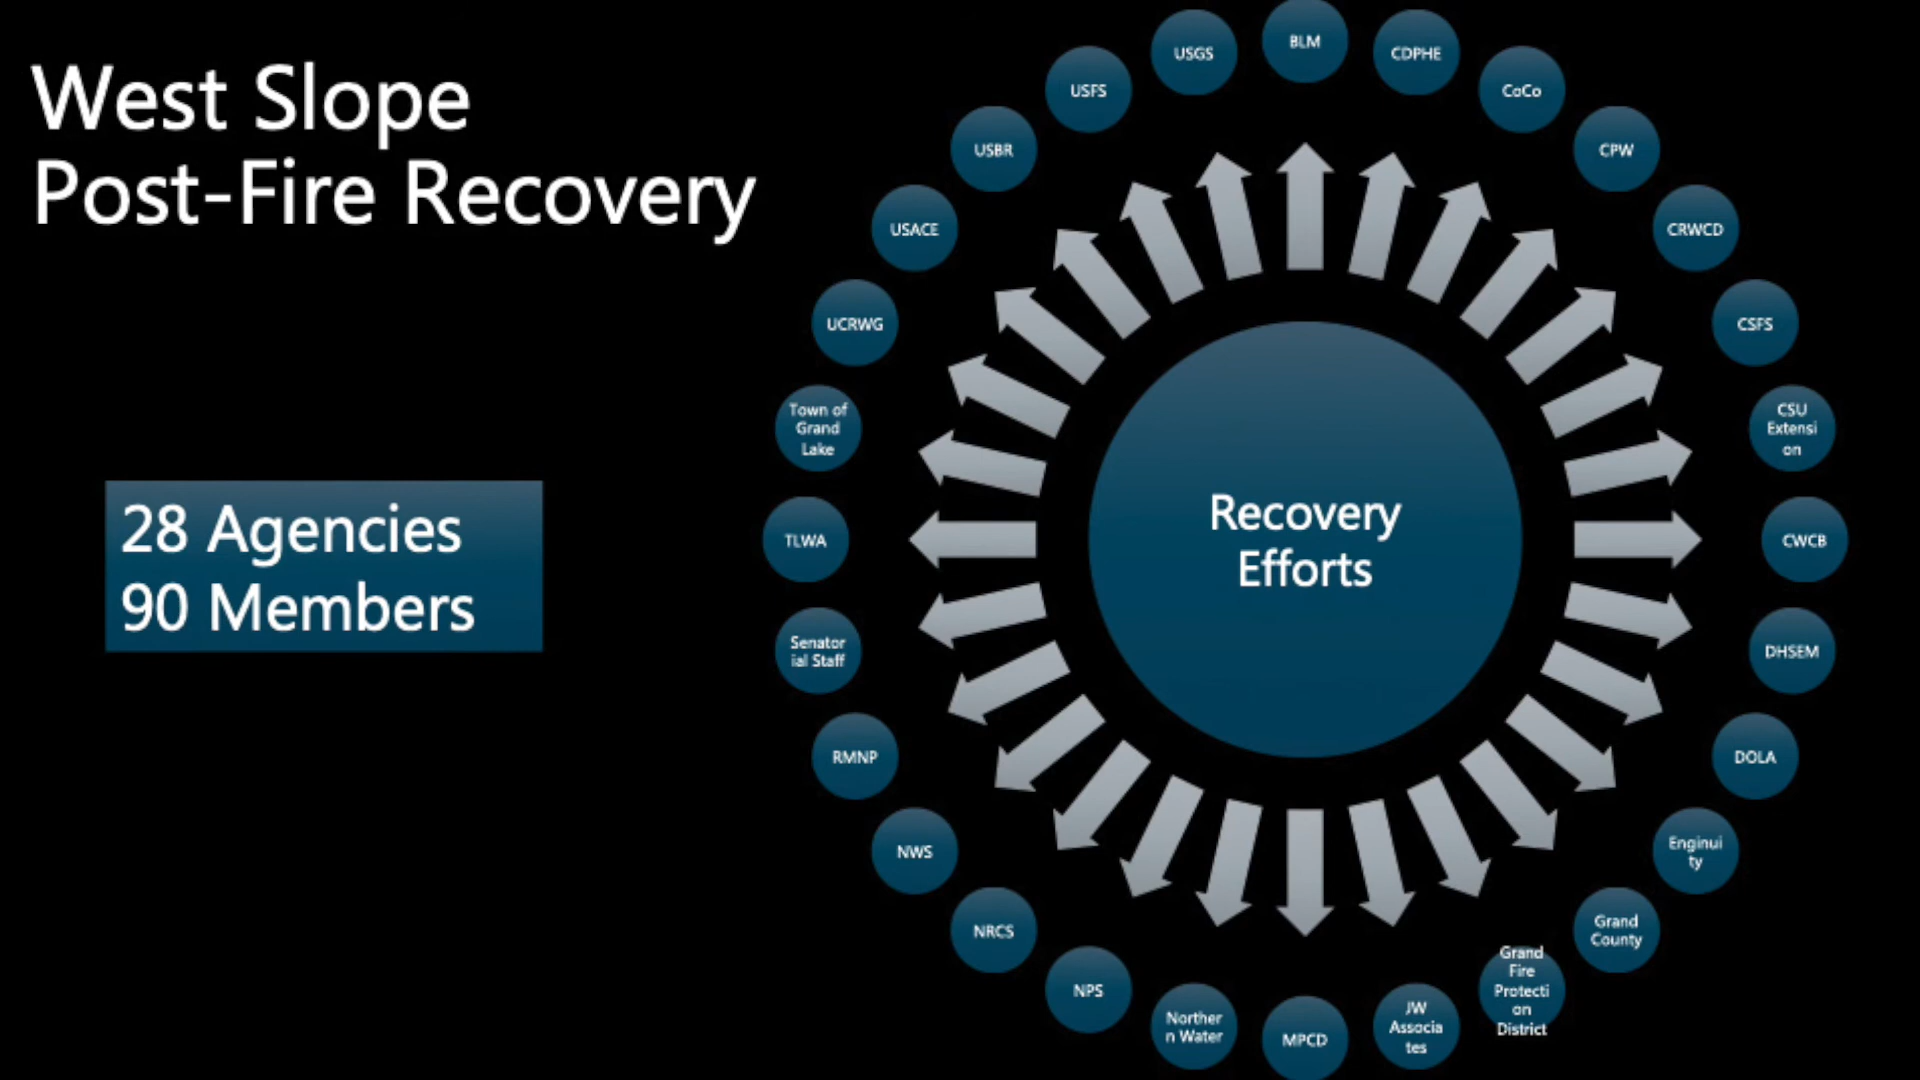 West Slope
Post-Fire Recovery
28 Agencies
90 Members
Recovery
Efforts
BLM
CDPHE
CoCo
CPW
CRWCD
CSFS
CSU
Extensi
on
CWCB
DHSEM
DOLA
Enginui
ty
Grand
County
Grand
Fire
Protecti
on
District
JW
Associa
tes
MPCD
Norther
n Water
NPS
NRCS
NWS
RMNP
Senator
ial Staff
TLWA
Town of
Grand
Lake
UCRWG
USACE
USBR
USFS
USGS